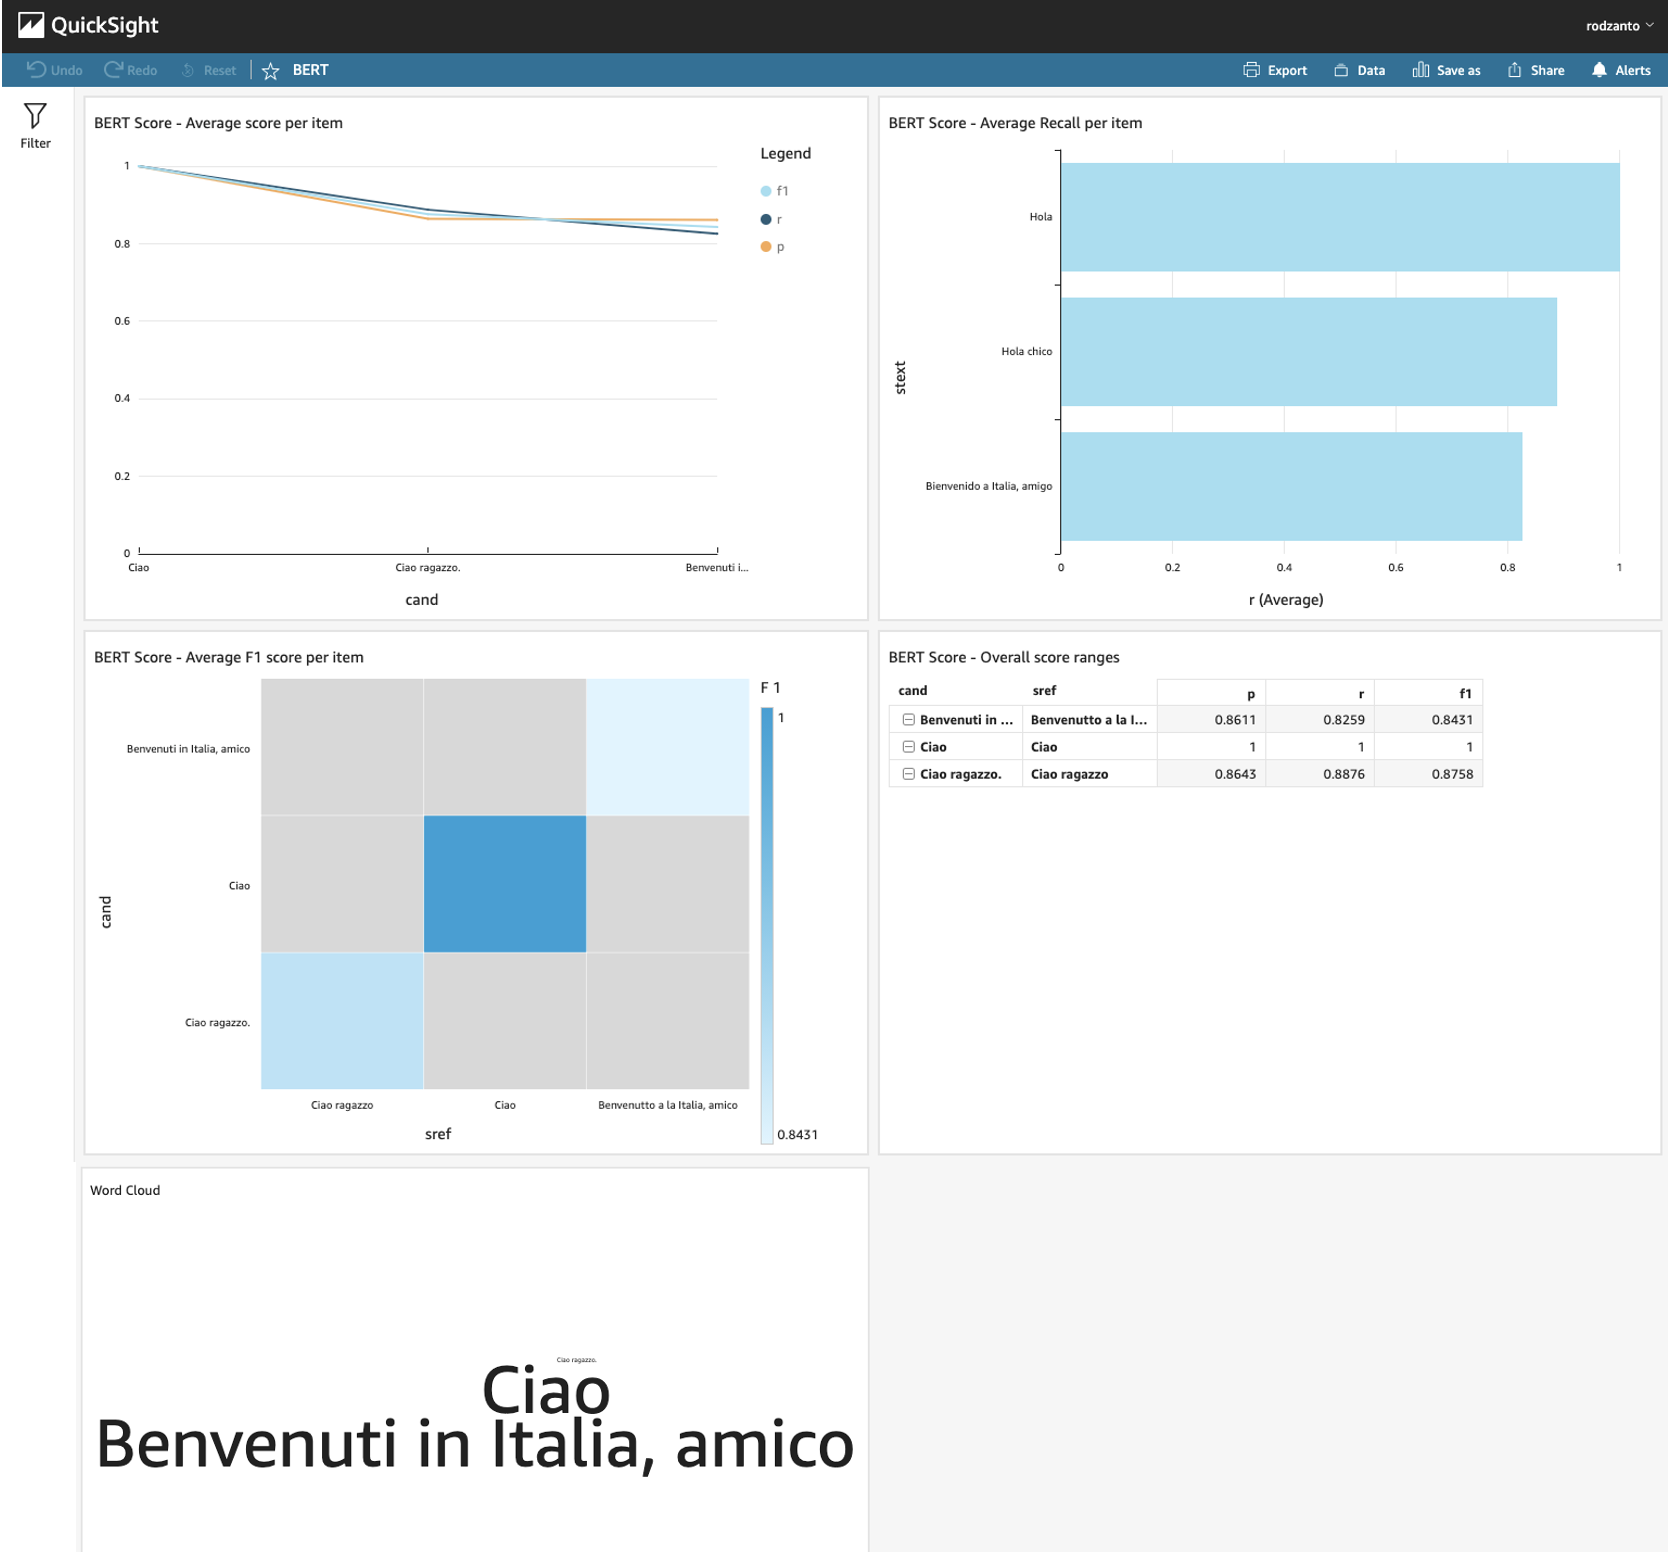 QuickSight
rodzanto
Undo Redo Reset BERT
Export Data Save as Share Alerts
Filter
BERT Score - Average score per item
Legend
f1
r
p
1
0.8
0.6
0.4
0.2
0
Ciao Ciao ragazzo. Benvenuti i...
cand
BERT Score - Average Recall per item
stext
Hola
Hola chico
Bienvenido a Italia, amigo
0 0.2 0.4 0.6 0.8 1
r (Average)
BERT Score - Average F1 score per item
F 1
1
0.8431
cand
Benvenuti in Italia, amico
Ciao
Ciao ragazzo.
Ciao ragazzo Ciao Benvenutto a la Italia, amico
sref
BERT Score - Overall score ranges
cand sref p r f1
Benvenuti in ... Benvenutto a la I... 0.8611 0.8259 0.8431
Ciao Ciao 1 1 1
Ciao ragazzo. Ciao ragazzo 0.8643 0.8876 0.8758
Word Cloud
Ciao ragazzo.
Ciao
Benvenuti in Italia, amico